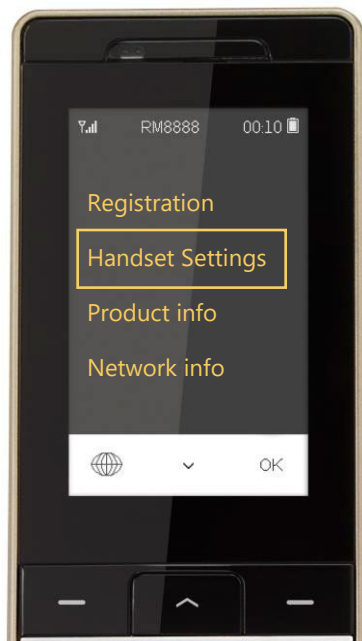 RM8888 00:10
Registration
Handset Settings
Product info
Network info
OK